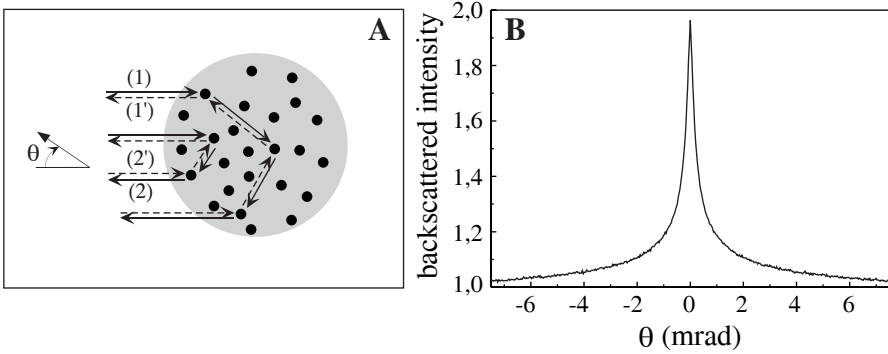 A
(1)
(1')
θ
(2')
(2)
B
backscattered intensity
2,0
1,8
1,6
1,4
1,2
1,0
-6 -4 -2 0 2 4 6
θ (mrad)